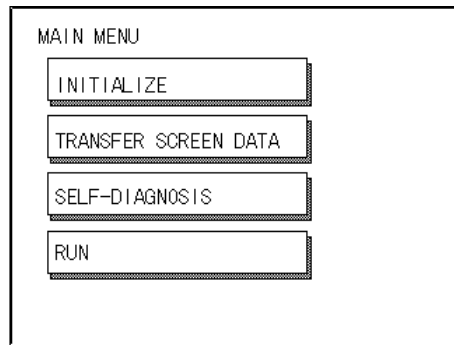 MAIN MENU
INITIALIZE
TRANSFER SCREEN DATA
SELF-DIAGNOSIS
RUN